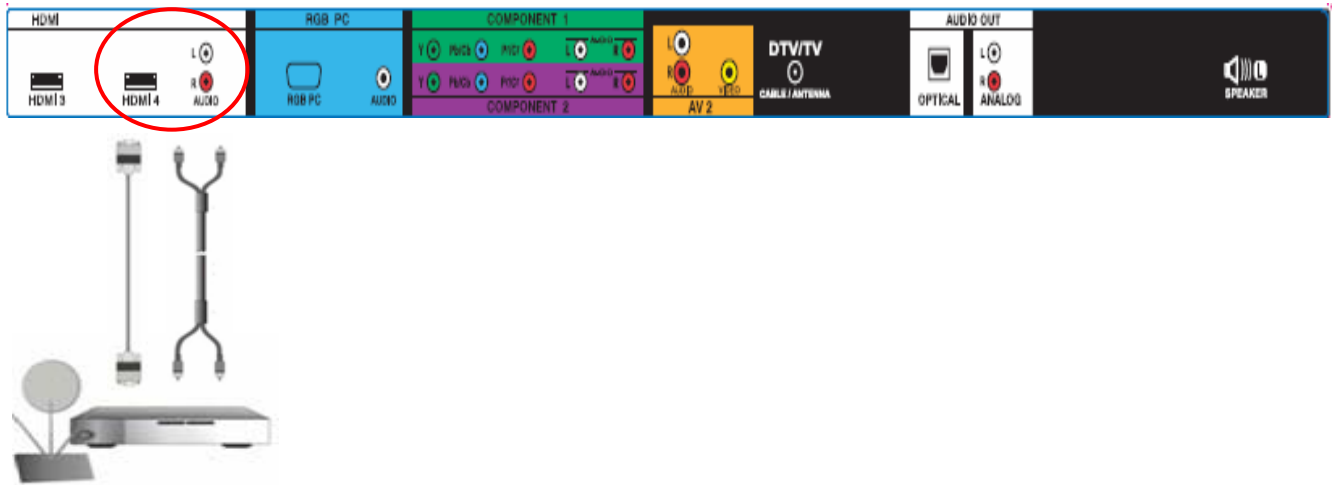 HDMI
HDMI 3
HDMI 4
L
R
AUDIO
RGB PC
RGB PC
AUDIO
COMPONENT 1
Y Pb/Cb Pr/Cr L AUDIO R
Y Pb/Cb Pr/Cr L AUDIO R
COMPONENT 2
L
R
AUDIO VIDEO
AV 2
DTV/TV
CABLE / ANTENNA
AUDIO OUT
OPTICAL
L
R
ANALOG
L
SPEAKER